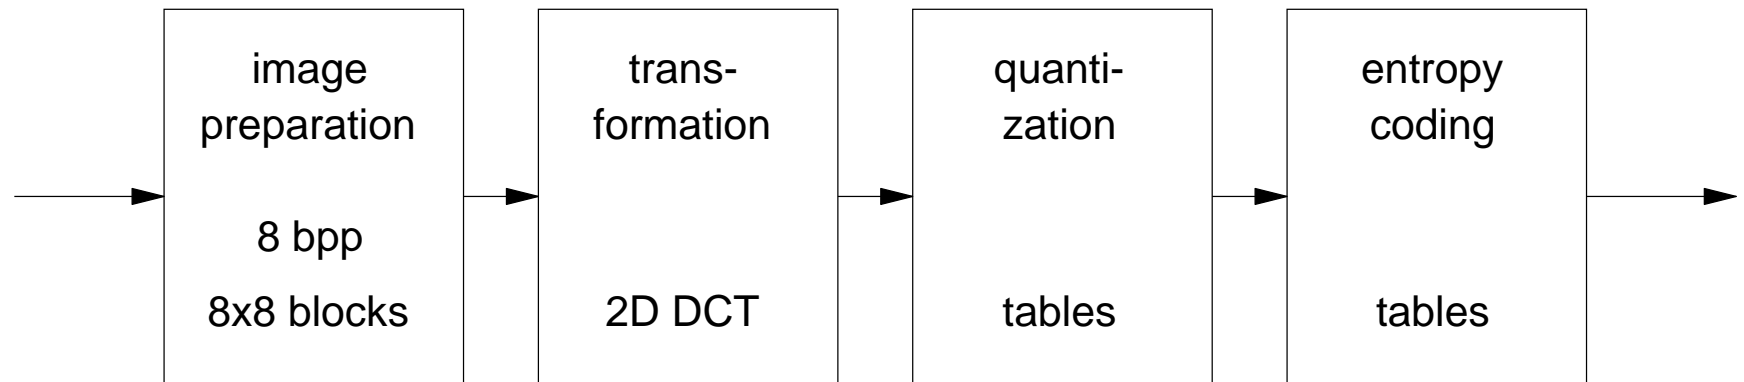 image
preparation
8 bpp
8x8 blocks
trans-
formation
2D DCT
quanti-
zation
tables
entropy
coding
tables